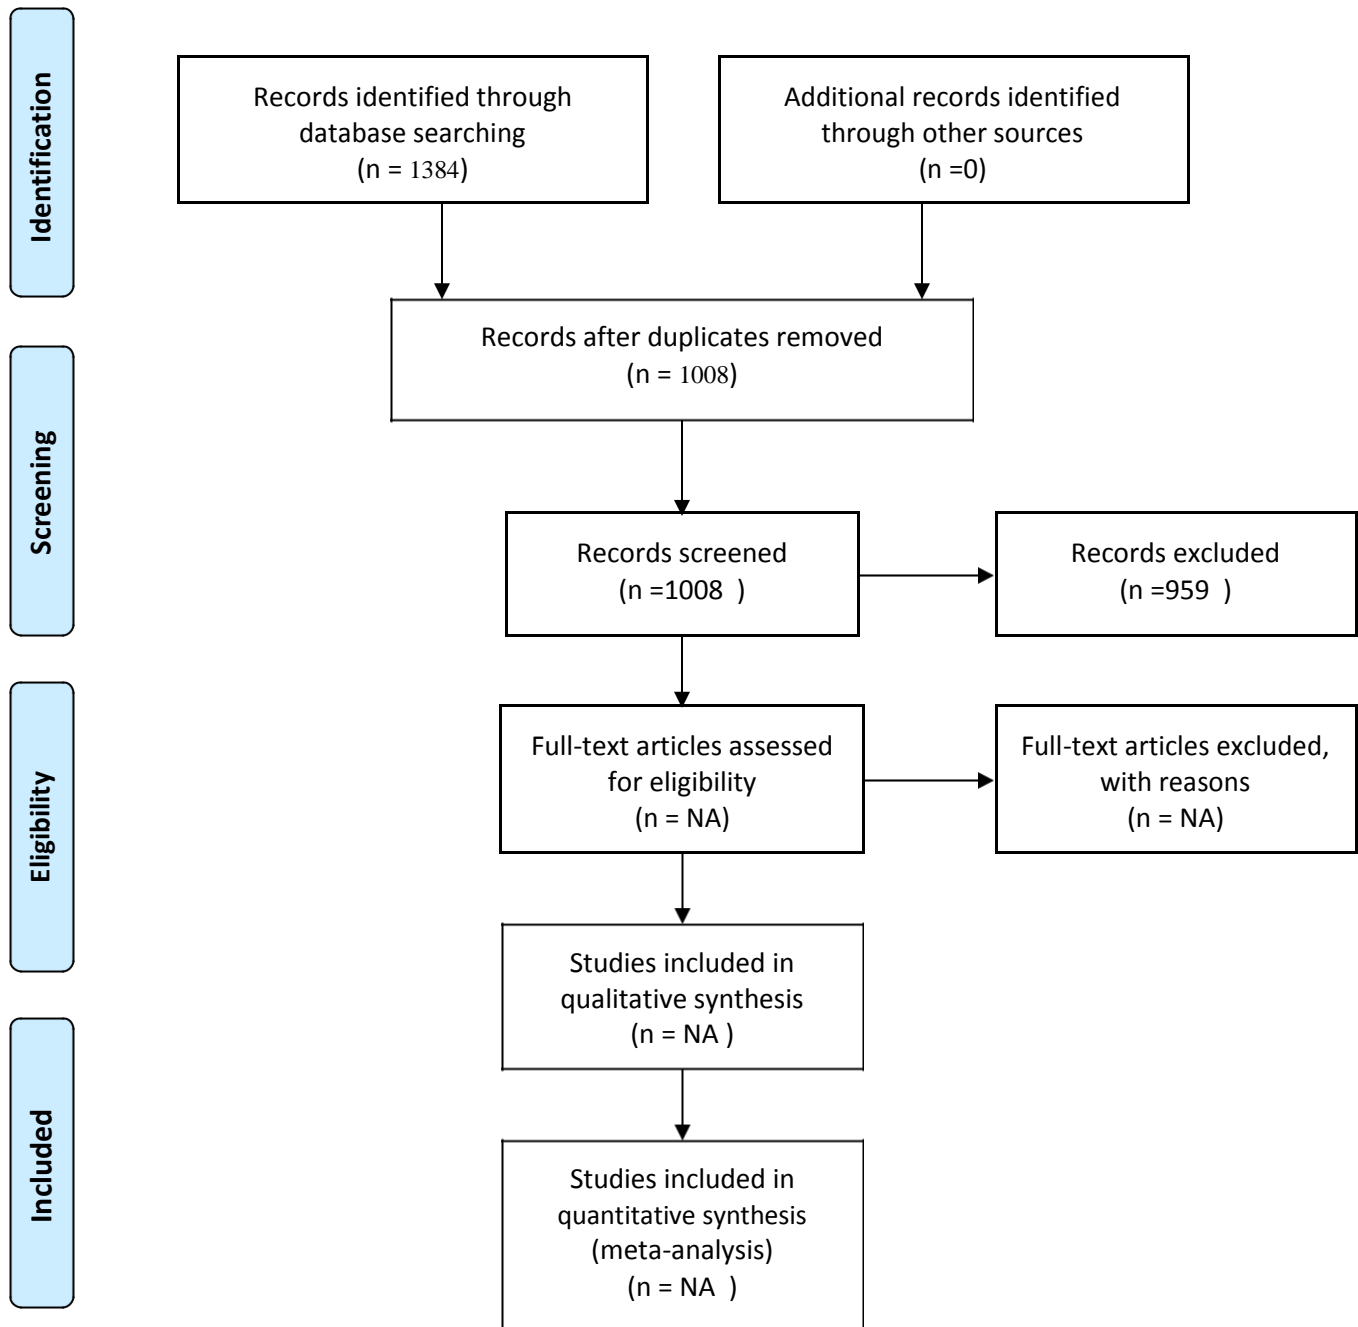 Identification
Records identified through
database searching
(n = 1384)
Additional records identified
through other sources
(n =0)
Records after duplicates removed
(n = 1008)
Screening
Records screened
(n =1008  )
Records excluded
(n =959  )
Eligibility
Full-text articles assessed
for eligibility
(n = NA)
Full-text articles excluded,
with reasons
(n = NA)
Studies included in
qualitative synthesis
(n = NA )
Included
Studies included in
quantitative synthesis
(meta-analysis)
(n = NA  )